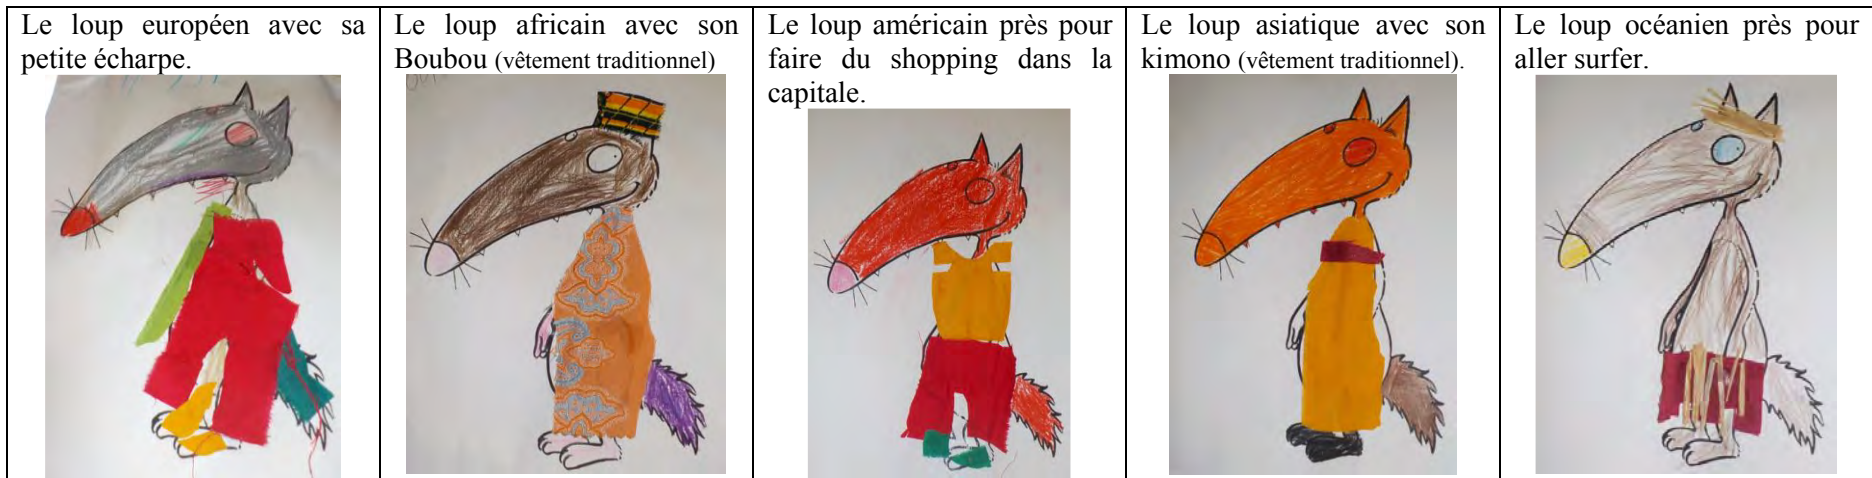 Le loup européen avec sa
petite écharpe.
Le loup africain avec son
Boubou (vêtement traditionnel)
Le loup américain près pour
faire du shopping dans la
capitale.
Le loup asiatique avec son
kimono (vêtement traditionnel).
Le loup océanien près pour
aller surfer.